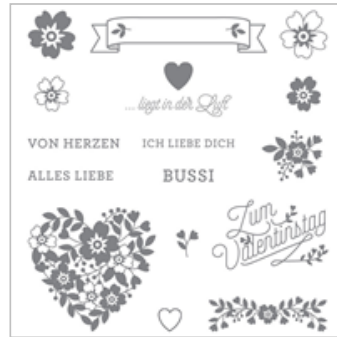 ... liegt in der Luft
VON HERZEN
ICH LIEBE DICH
ALLES LIEBE
BUSSI
Zum
Valentinstag